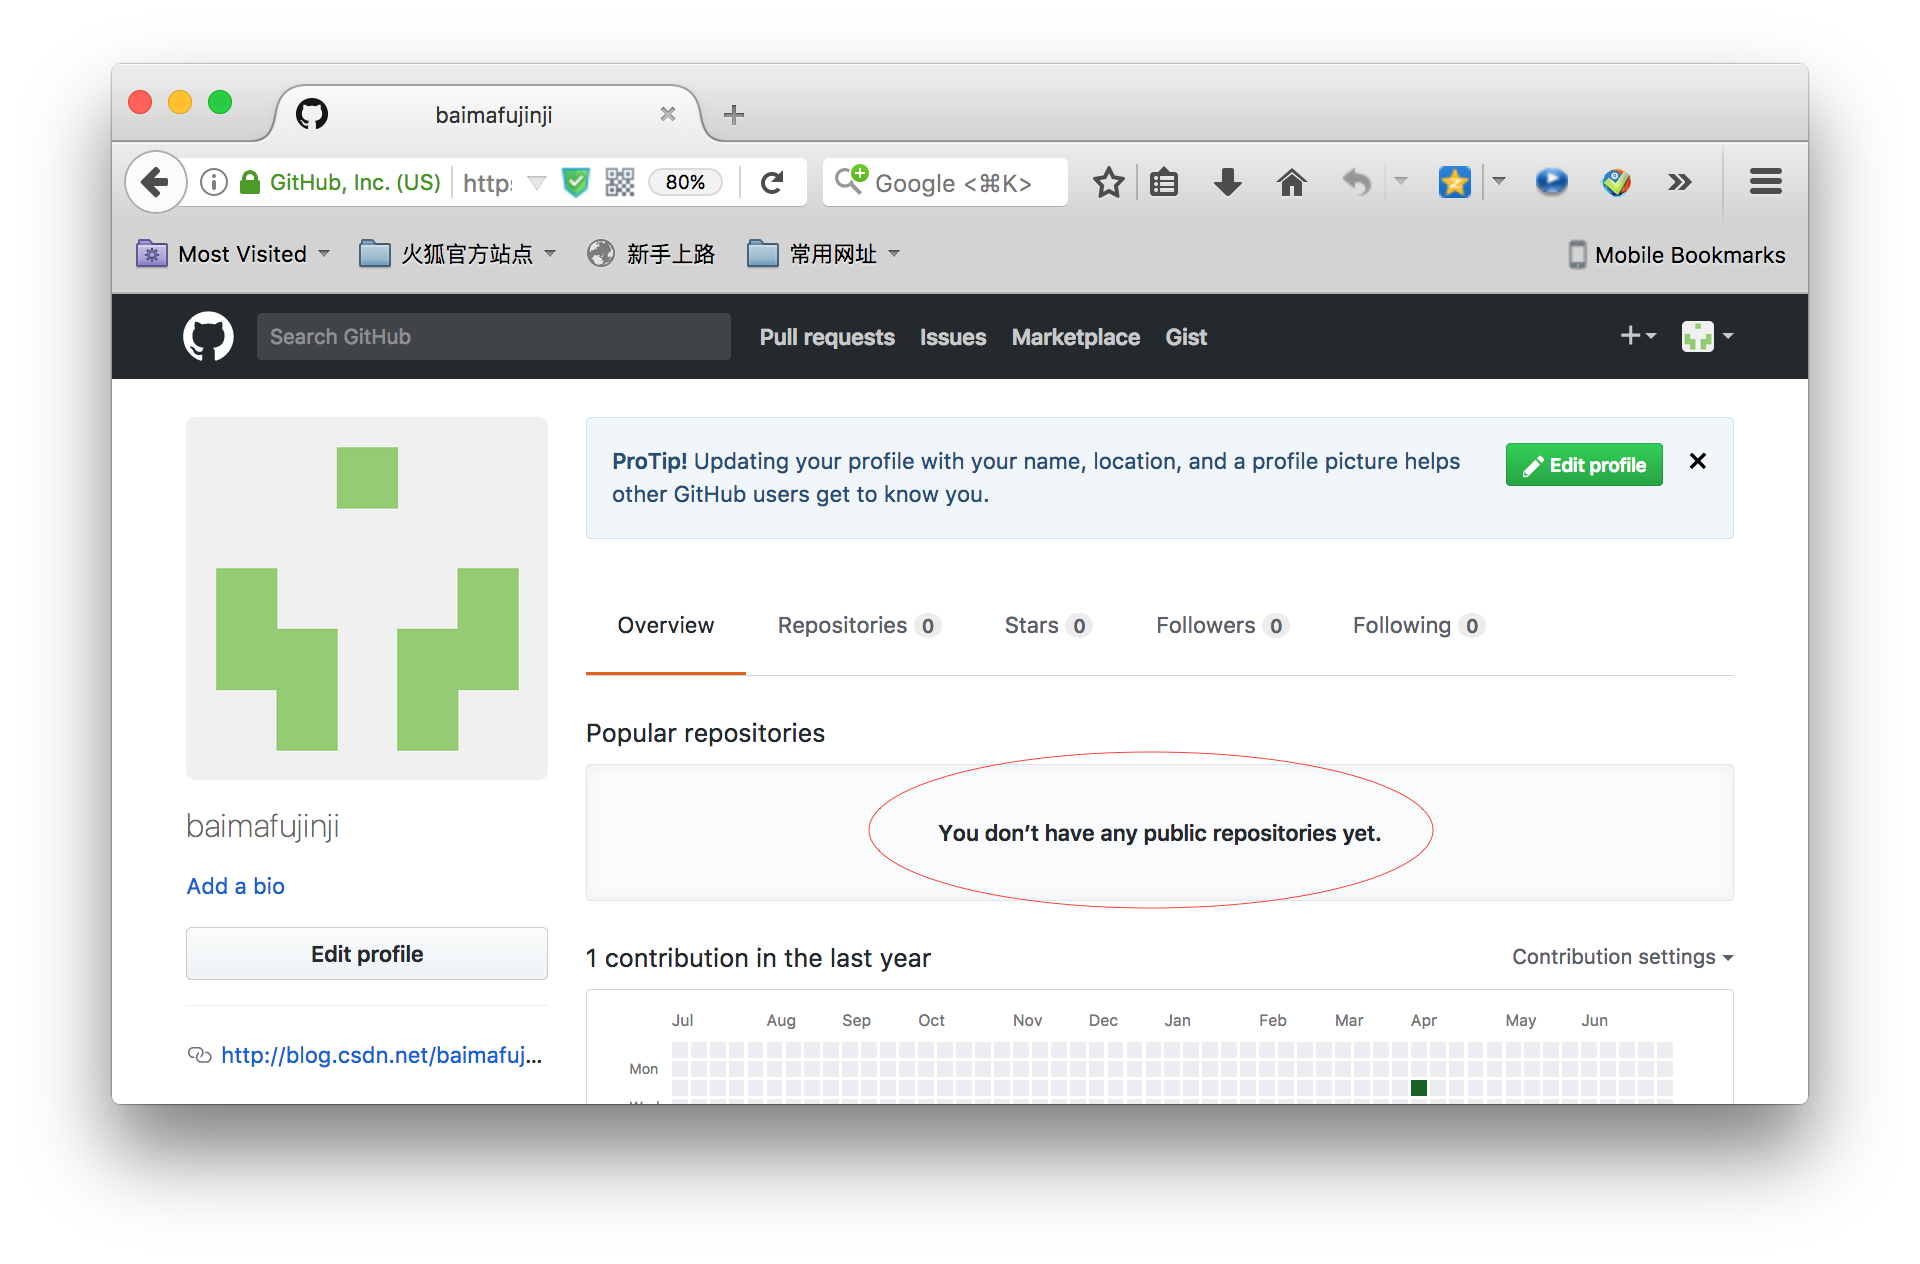 baimafujinji
GitHub, Inc. (US) https 80% Google <⌘K>
Most Visited 火狐官方站点 新手上路 常用网址 Mobile Bookmarks
Search GitHub Pull requests Issues Marketplace Gist
ProTip! Updating your profile with your name, location, and a profile picture helps
other GitHub users get to know you.
Edit profile
Overview Repositories 0 Stars 0 Followers 0 Following 0
Popular repositories
You don’t have any public repositories yet.
baimafujinji
Add a bio
Edit profile
http://blog.csdn.net/baimafuj...
1 contribution in the last year Contribution settings
Jul Aug Sep Oct Nov Dec Jan Feb Mar Apr May Jun
Mon